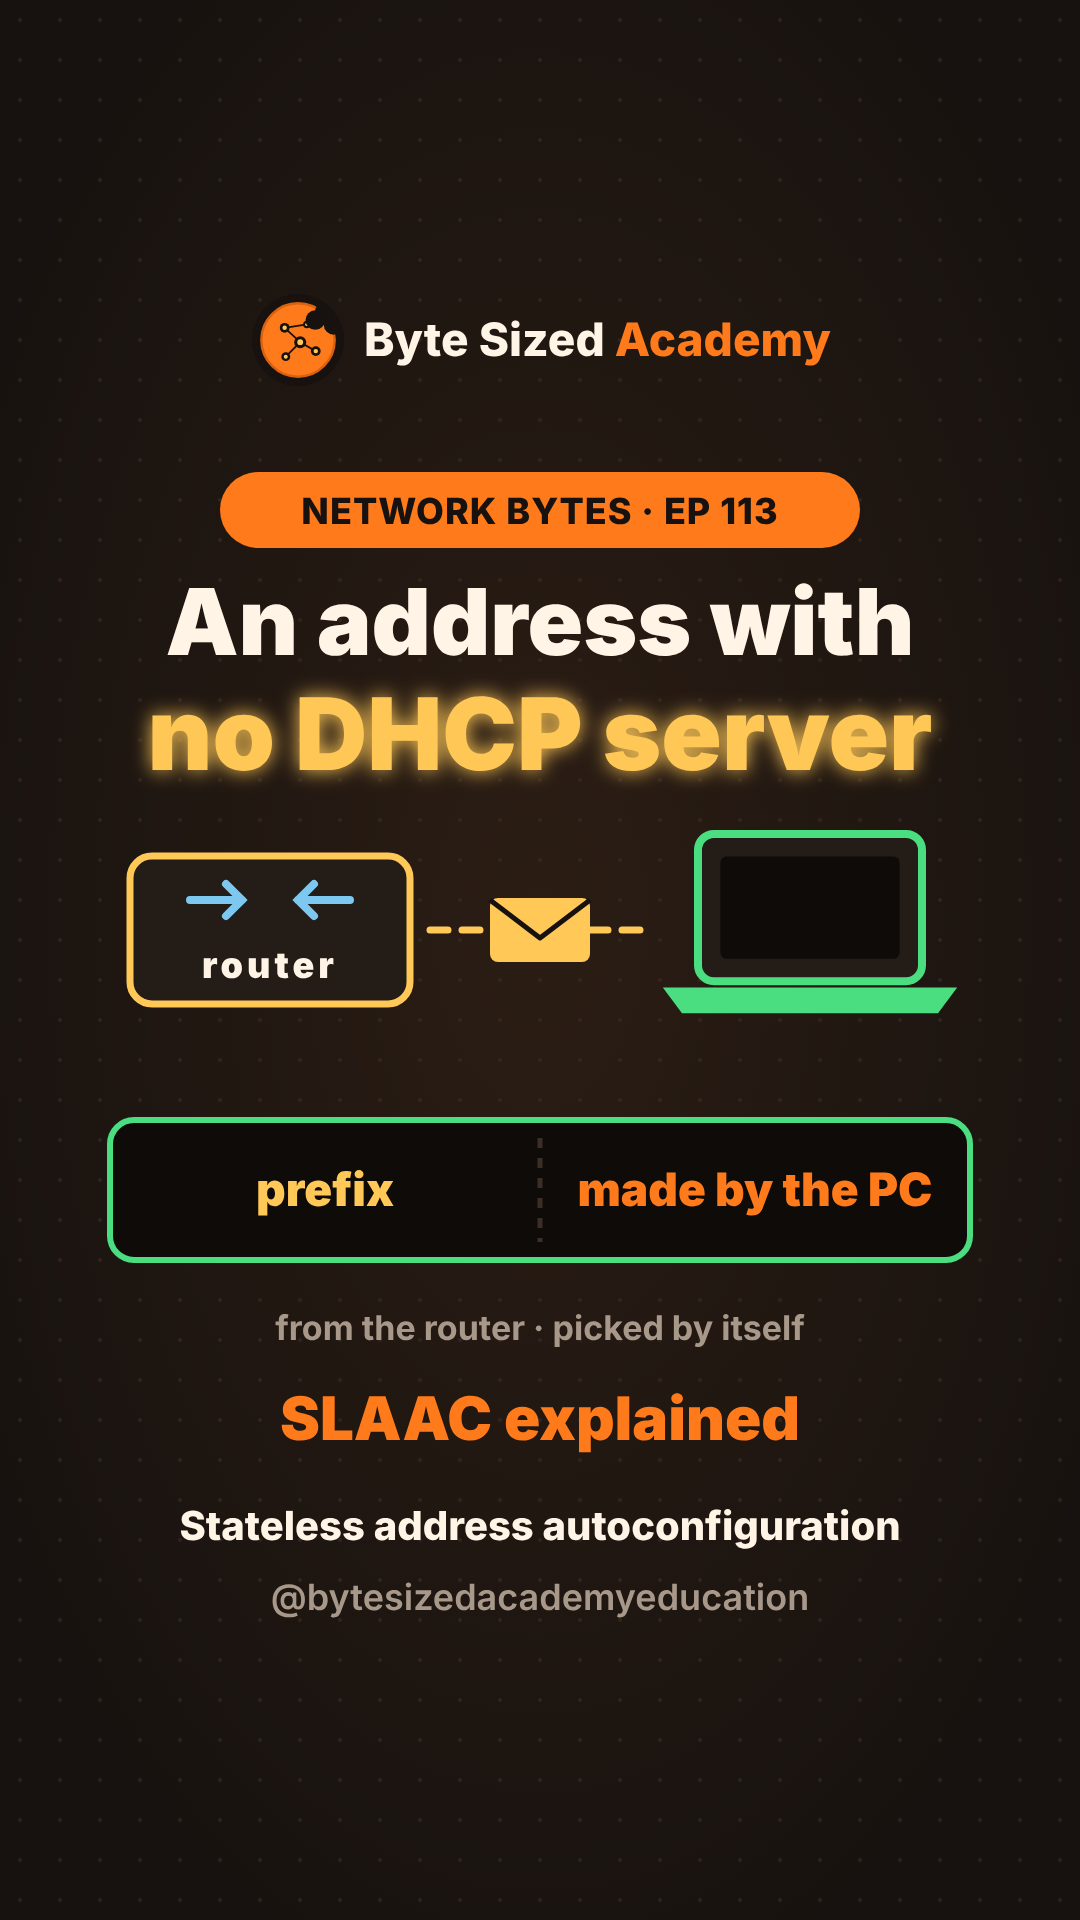 Byte Sized Academy
NETWORK BYTES · EP 113
An address with
no DHCP server
router
prefix
made by the PC
from the router · picked by itself
SLAAC explained
Stateless address autoconfiguration
@bytesizedacademyeducation